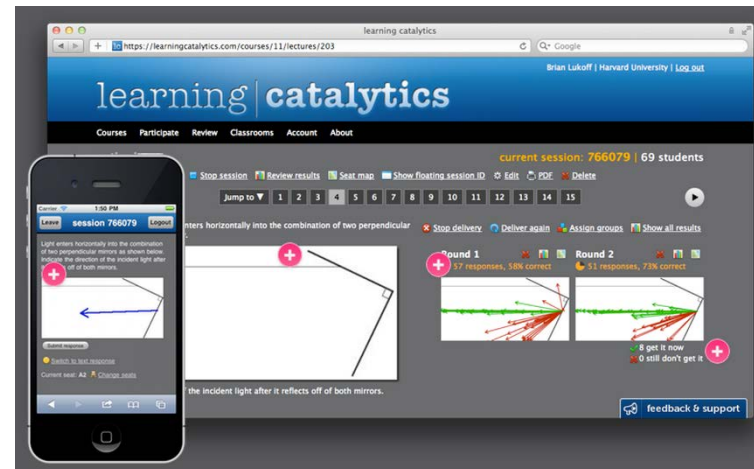 learning catalytics
https://learningcatalytics.com/courses/11/lectures/203
Google
Brian Lukoff | Harvard University | Log out
learning | catalytics
Courses Participate Review Classrooms Account About
current session: 766079 | 69 students
Stop session Review results Seat map Show floating session ID Edit PDF Delete
Jump to ▼ 1 2 3 4 5 6 7 8 9 10 11 12 13 14 15
enters horizontally into the combination of two perpendicular
Stop delivery Deliver again Assign groups Show all results
Round 1 Round 2
57 responses, 58% correct 51 responses, 73% correct
8 get it now
0 still don't get it
of the incident light after it reflects off of both mirrors.
feedback & support
Carrier 1:50 PM
Leave session 766079 Logout
Light enters horizontally into the combination
of two perpendicular mirrors as shown below.
Indicate the direction of the incident light after
off of both mirrors.
Submit response
Switch to text response
Current seat: A2 Change seats